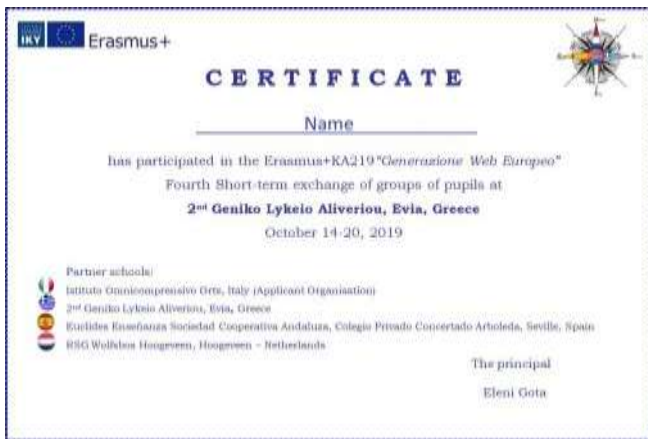 IKY Erasmus+
CERTIFICATE
Name
has participated in the Erasmus+KA219 "Generazione Web Europeo"
Fourth Short-term exchange of groups of pupils at
2nd Geniko Lykeio Aliveriou, Evia, Greece
October 14-20, 2019
Partner schools:
Istituto Omnicomprensivo Orte, Italy (Applicant Organisation)
2nd Geniko Lykeio Aliveriou, Evia, Greece
Euclides Enseñanza Sociedad Cooperativa Andaluza, Colegio Privado Concertado Arboleda, Seville, Spain
RSG Wolfsbos Hoogeveen, Hoogeveen – Netherlands
The principal
Eleni Gota